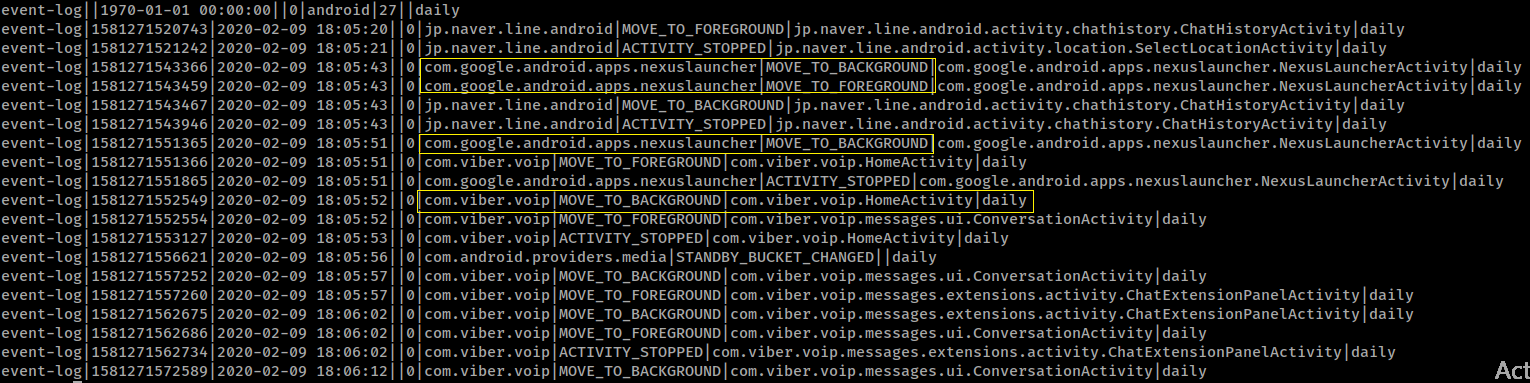 event-log||1970-01-01 00:00:00||0|android|27||daily
event-log|1581271520743|2020-02-09 18:05:20||0|jp.naver.line.android|MOVE_TO_FOREGROUND|jp.naver.line.android.activity.chathistory.ChatHistoryActivity|daily
event-log|1581271521242|2020-02-09 18:05:21||0|jp.naver.line.android|ACTIVITY_STOPPED|jp.naver.line.android.activity.location.SelectLocationActivity|daily
event-log|1581271543366|2020-02-09 18:05:43||0|com.google.android.apps.nexuslauncher|MOVE_TO_BACKGROUND|com.google.android.apps.nexuslauncher.NexusLauncherActivity|daily
event-log|1581271543459|2020-02-09 18:05:43||0|com.google.android.apps.nexuslauncher|MOVE_TO_FOREGROUND|com.google.android.apps.nexuslauncher.NexusLauncherActivity|daily
event-log|1581271543467|2020-02-09 18:05:43||0|jp.naver.line.android|MOVE_TO_BACKGROUND|jp.naver.line.android.activity.chathistory.ChatHistoryActivity|daily
event-log|1581271543946|2020-02-09 18:05:43||0|jp.naver.line.android|ACTIVITY_STOPPED|jp.naver.line.android.activity.chathistory.ChatHistoryActivity|daily
event-log|1581271551365|2020-02-09 18:05:51||0|com.google.android.apps.nexuslauncher|MOVE_TO_BACKGROUND|com.google.android.apps.nexuslauncher.NexusLauncherActivity|daily
event-log|1581271551366|2020-02-09 18:05:51||0|com.viber.voip|MOVE_TO_FOREGROUND|com.viber.voip.HomeActivity|daily
event-log|1581271551865|2020-02-09 18:05:51||0|com.google.android.apps.nexuslauncher|ACTIVITY_STOPPED|com.google.android.apps.nexuslauncher.NexusLauncherActivity|daily
event-log|1581271552549|2020-02-09 18:05:52||0|com.viber.voip|MOVE_TO_BACKGROUND|com.viber.voip.HomeActivity|daily
event-log|1581271552554|2020-02-09 18:05:52||0|com.viber.voip|MOVE_TO_FOREGROUND|com.viber.voip.messages.ui.ConversationActivity|daily
event-log|1581271553127|2020-02-09 18:05:53||0|com.viber.voip|ACTIVITY_STOPPED|com.viber.voip.HomeActivity|daily
event-log|1581271556621|2020-02-09 18:05:56||0|com.android.providers.media|STANDBY_BUCKET_CHANGED||daily
event-log|1581271557252|2020-02-09 18:05:57||0|com.viber.voip|MOVE_TO_BACKGROUND|com.viber.voip.messages.ui.ConversationActivity|daily
event-log|1581271557260|2020-02-09 18:05:57||0|com.viber.voip|MOVE_TO_FOREGROUND|com.viber.voip.messages.extensions.activity.ChatExtensionPanelActivity|daily
event-log|1581271562675|2020-02-09 18:06:02||0|com.viber.voip|MOVE_TO_BACKGROUND|com.viber.voip.messages.extensions.activity.ChatExtensionPanelActivity|daily
event-log|1581271562686|2020-02-09 18:06:02||0|com.viber.voip|MOVE_TO_FOREGROUND|com.viber.voip.messages.ui.ConversationActivity|daily
event-log|1581271562734|2020-02-09 18:06:02||0|com.viber.voip|ACTIVITY_STOPPED|com.viber.voip.messages.extensions.activity.ChatExtensionPanelActivity|daily
event-log|1581271572589|2020-02-09 18:06:12||0|com.viber.voip|MOVE_TO_BACKGROUND|com.viber.voip.messages.ui.ConversationActivity|daily
Act